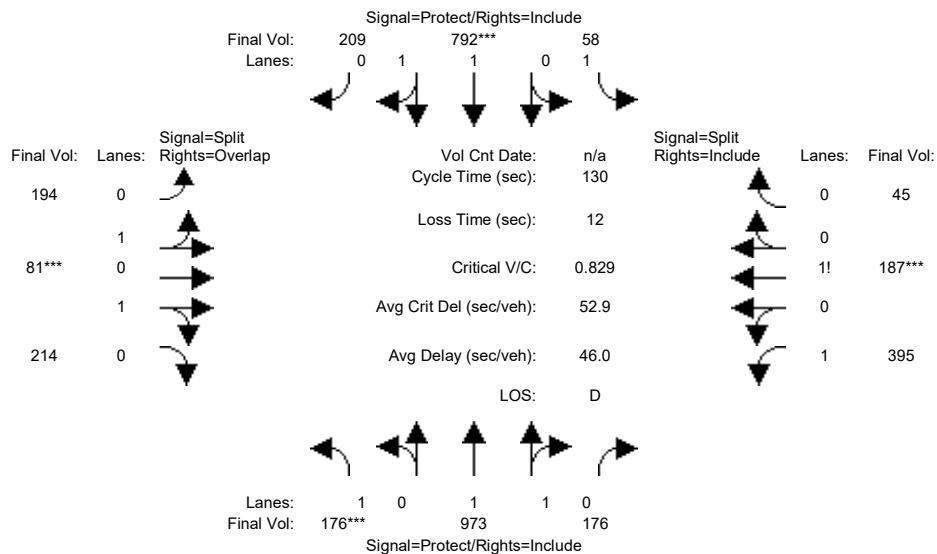 Signal=Protect/Rights=Include
Final Vol: 209 792*** 58
Lanes: 0 1 1 0 1
Signal=Split Signal=Split
Final Vol: Lanes: Rights=Overlap Vol Cnt Date: n/a Rights=Include Lanes: Final Vol:
Cycle Time (sec): 130
194 0 0 45
Loss Time (sec): 12
1 0
81*** 0 Critical V/C: 0.829 1! 187***
1 Avg Crit Del (sec/veh): 52.9 0
214 0 Avg Delay (sec/veh): 46.0 1 395
LOS: D
Lanes: 1 0 1 1 0
Final Vol: 176*** 973 176
Signal=Protect/Rights=Include